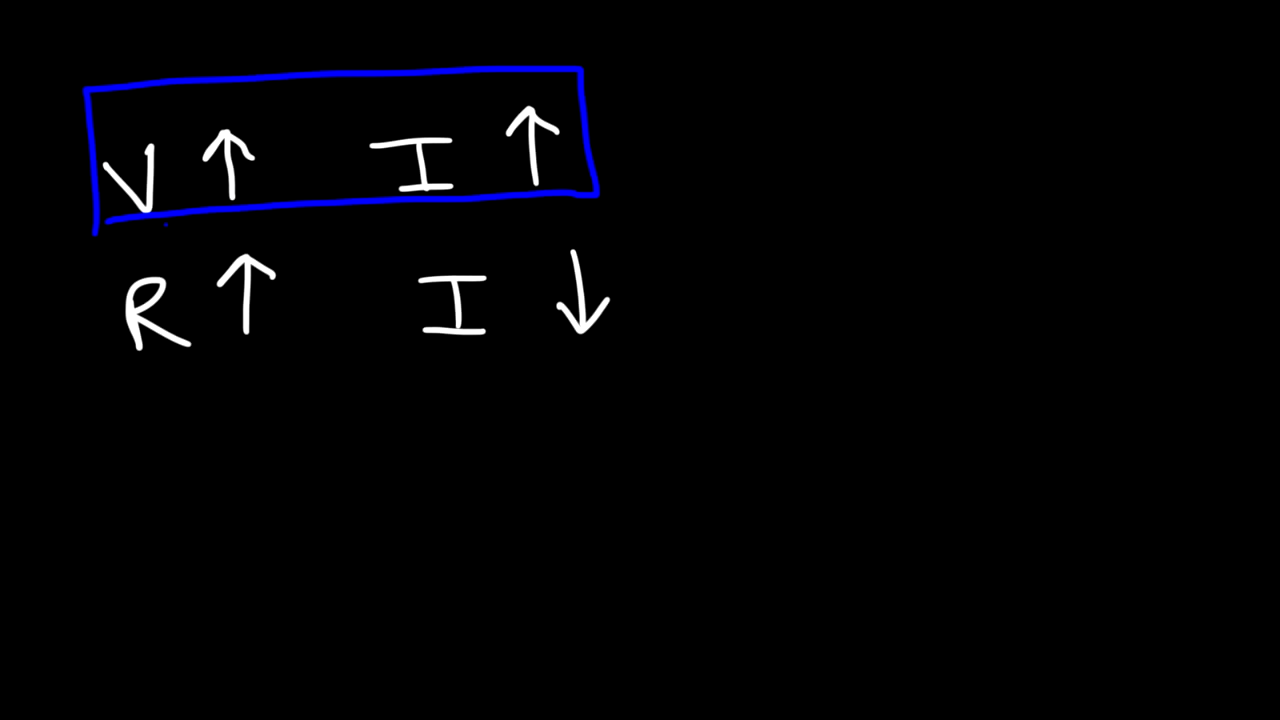 V ↑ I ↑
R ↑ I ↓